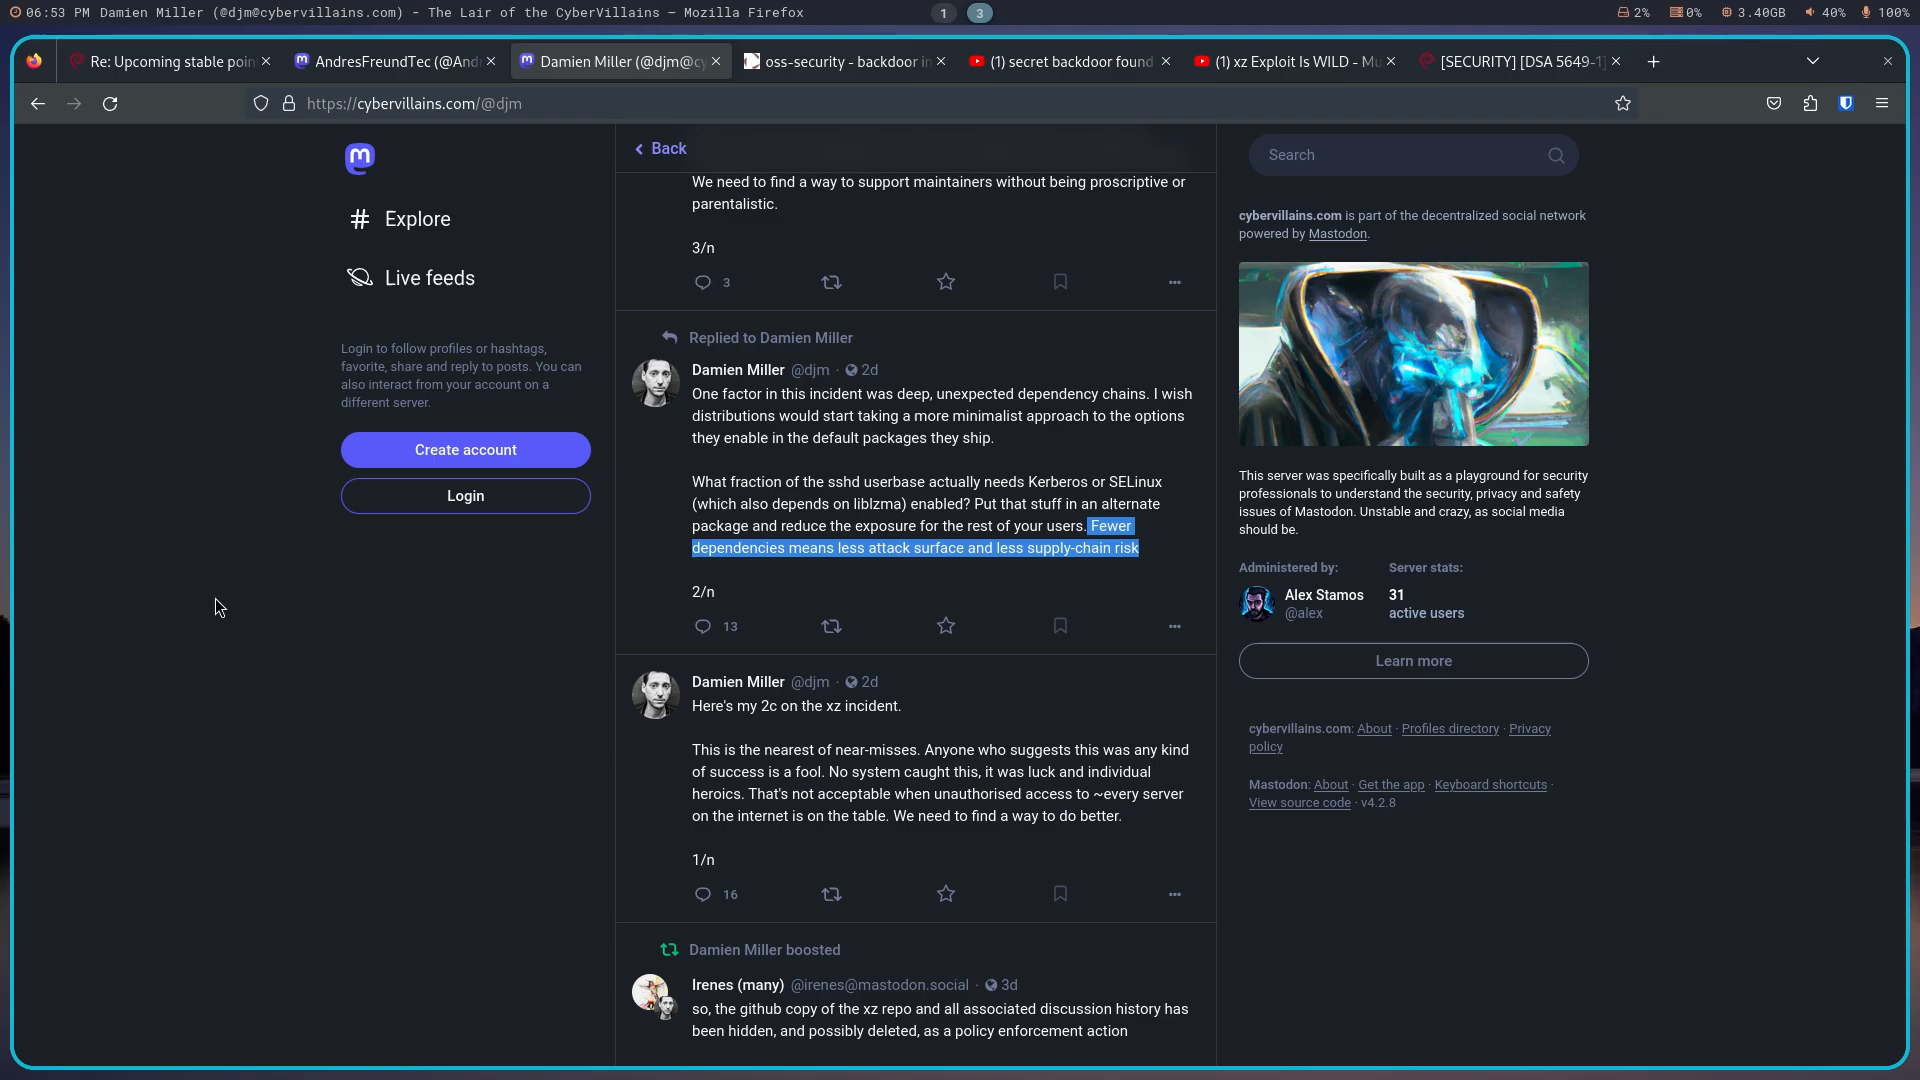 06:53 PM Damien Miller (@djm@cybervillains.com) - The Lair of the CyberVillains — Mozilla Firefox
1
3
2%
0%
3.40GB
40%
100%
Re: Upcoming stable poin
AndresFreundTec (@And
Damien Miller (@djm@cy
oss-security - backdoor in
(1) secret backdoor found
(1) xz Exploit Is WILD - Mu
[SECURITY] [DSA 5649-1]
https://cybervillains.com/@djm
Explore
Live feeds
Login to follow profiles or hashtags,
favorite, share and reply to posts. You can
also interact from your account on a
different server.
Create account
Login
Back
We need to find a way to support maintainers without being proscriptive or
parentalistic.
3/n
3
Replied to Damien Miller
Damien Miller @djm · 2d
One factor in this incident was deep, unexpected dependency chains. I wish
distributions would start taking a more minimalist approach to the options
they enable in the default packages they ship.
What fraction of the sshd userbase actually needs Kerberos or SELinux
(which also depends on liblzma) enabled? Put that stuff in an alternate
package and reduce the exposure for the rest of your users. Fewer
dependencies means less attack surface and less supply-chain risk
2/n
13
Damien Miller @djm · 2d
Here's my 2c on the xz incident.
This is the nearest of near-misses. Anyone who suggests this was any kind
of success is a fool. No system caught this, it was luck and individual
heroics. That's not acceptable when unauthorised access to ~every server
on the internet is on the table. We need to find a way to do better.
1/n
16
Damien Miller boosted
Irenes (many) @irenes@mastodon.social · 3d
so, the github copy of the xz repo and all associated discussion history has
been hidden, and possibly deleted, as a policy enforcement action
Search
cybervillains.com is part of the decentralized social network
powered by Mastodon.
This server was specifically built as a playground for security
professionals to understand the security, privacy and safety
issues of Mastodon. Unstable and crazy, as social media
should be.
Administered by:
Alex Stamos
@alex
Server stats:
31
active users
Learn more
cybervillains.com: About · Profiles directory · Privacy
policy
Mastodon: About · Get the app · Keyboard shortcuts ·
View source code · v4.2.8